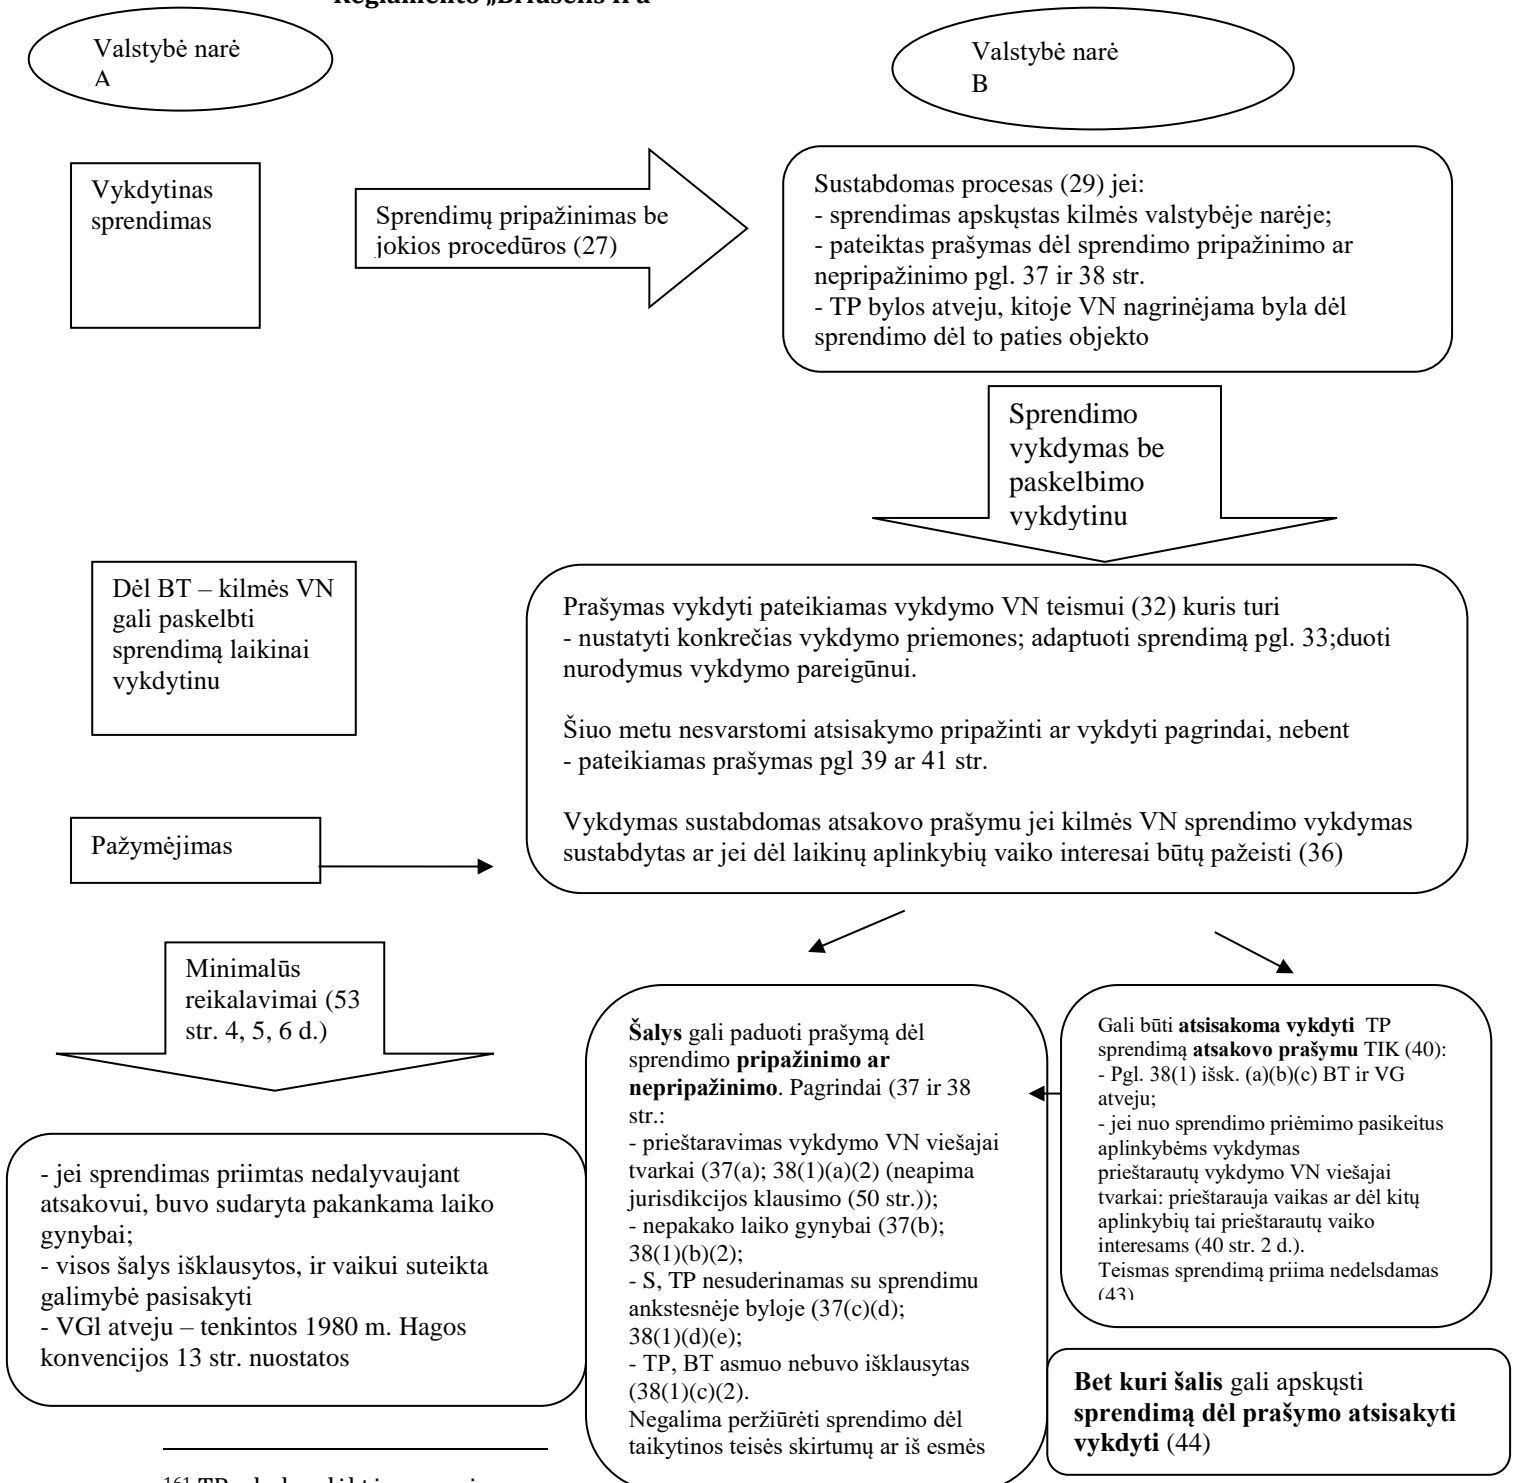 Reglamento „Briuselis II a“
Valstybė narė
A
Valstybė narė
B
Vykdytinas
sprendimas
Sprendimų pripažinimas be
jokios procedūros (27)
Sustabdomas procesas (29) jei:
- sprendimas apskųstas kilmės valstybėje narėje;
- pateiktas prašymas dėl sprendimo pripažinimo ar
nepripažinimo pgl. 37 ir 38 str.
- TP bylos atveju, kitoje VN nagrinėjama byla dėl
sprendimo dėl to paties objekto
Sprendimo
vykdymas be
paskelbimo
vykdytinu
Dėl BT – kilmės VN
gali paskelbti
sprendimą laikinai
vykdytinu
Prašymas vykdyti pateikiamas vykdymo VN teismui (32) kuris turi
- nustatyti konkrečias vykdymo priemones; adaptuoti sprendimą pgl. 33;duoti
nurodymus vykdymo pareigūnui.
Šiuo metu nesvarstomi atsisakymo pripažinti ar vykdyti pagrindai, nebent
- pateikiamas prašymas pgl 39 ar 41 str.
Vykdymas sustabdomas atsakovo prašymu jei kilmės VN sprendimo vykdymas
sustabdytas ar jei dėl laikinų aplinkybių vaiko interesai būtų pažeisti (36)
Pažymėjimas
Minimalūs
reikalavimai (53
str. 4, 5, 6 d.)
- jei sprendimas priimtas nedalyvaujant
atsakovui, buvo sudaryta pakankama laiko
gynybai;
- visos šalys išklausytos, ir vaikui suteikta
galimybė pasisakyti
- VGl atveju – tenkintos 1980 m. Hagos
konvencijos 13 str. nuostatos
Šalys gali paduoti prašymą dėl
sprendimo pripažinimo ar
nepripažinimo. Pagrindai (37 ir 38
str.:
- prieštaravimas vykdymo VN viešajai
tvarkai (37(a); 38(1)(a)(2) (neapima
jurisdikcijos klausimo (50 str.));
- nepakako laiko gynybai (37(b);
38(1)(b)(2);
- S, TP nesuderinamas su sprendimu
ankstesnėje byloje (37(c)(d);
38(1)(d)(e);
- TP, BT asmuo nebuvo išklausytas
(38(1)(c)(2).
Negalima peržiūrėti sprendimo dėl
taikytinos teisės skirtumų ar iš esmės
Gali būti atsisakoma vykdyti TP
sprendimą atsakovo prašymu TIK (40):
- Pgl. 38(1) išsk. (a)(b)(c) BT ir VG
atveju;
- jei nuo sprendimo priėmimo pasikeitus
aplinkybėms vykdymas
prieštarautų vykdymo VN viešajai
tvarkai: prieštarauja vaikas ar dėl kitų
aplinkybių tai prieštarautų vaiko
interesams (40 str. 2 d.).
Teismas sprendimą priima nedelsdamas
(43)
Bet kuri šalis gali apskųsti
sprendimą dėl prašymo atsisakyti
vykdyti (44)
161 TP